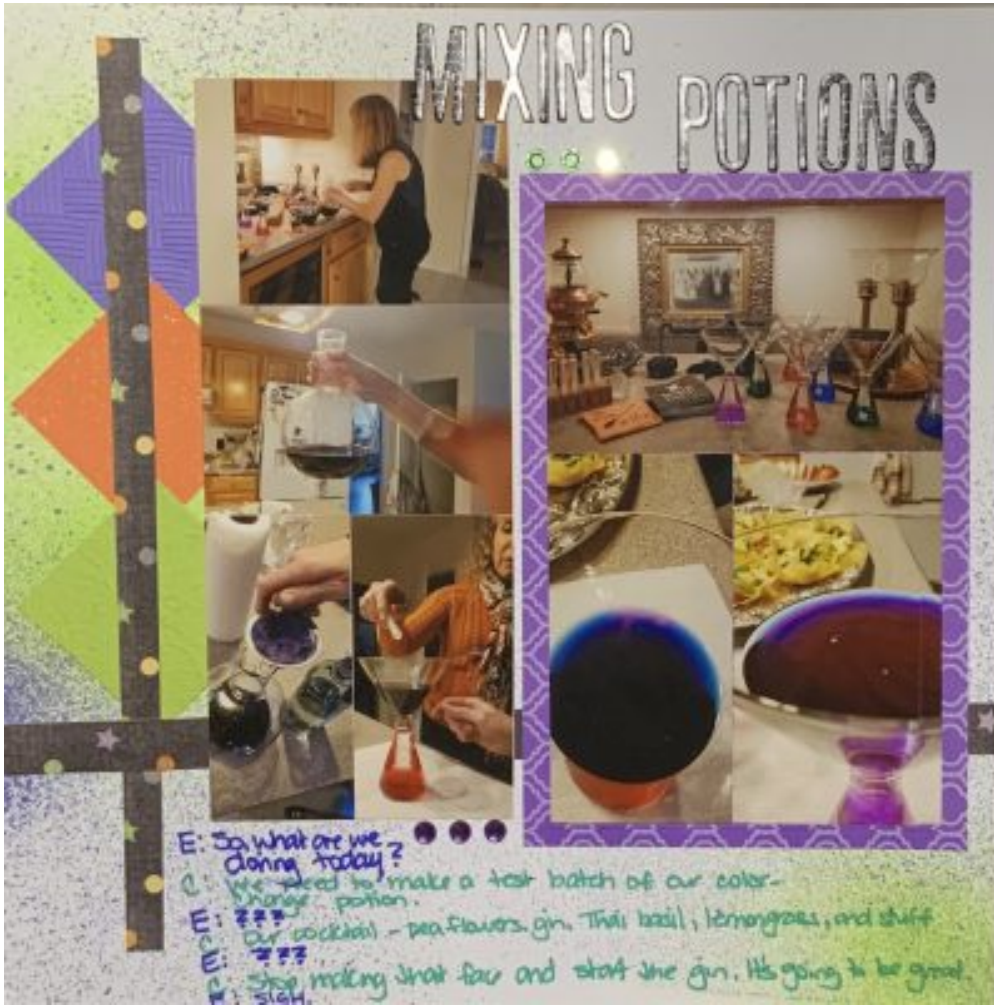 MIXING
POTIONS
E: So, what are we
doing today?
C: We need to make a test batch of our color-
change potion.
E: ???
C: Our cocktail - pea flowers, gin, Thai basil, lemongrass, and stuff
E: ???
C: Stop making that face and start the gin. It's going to be great.
E: SIGH.